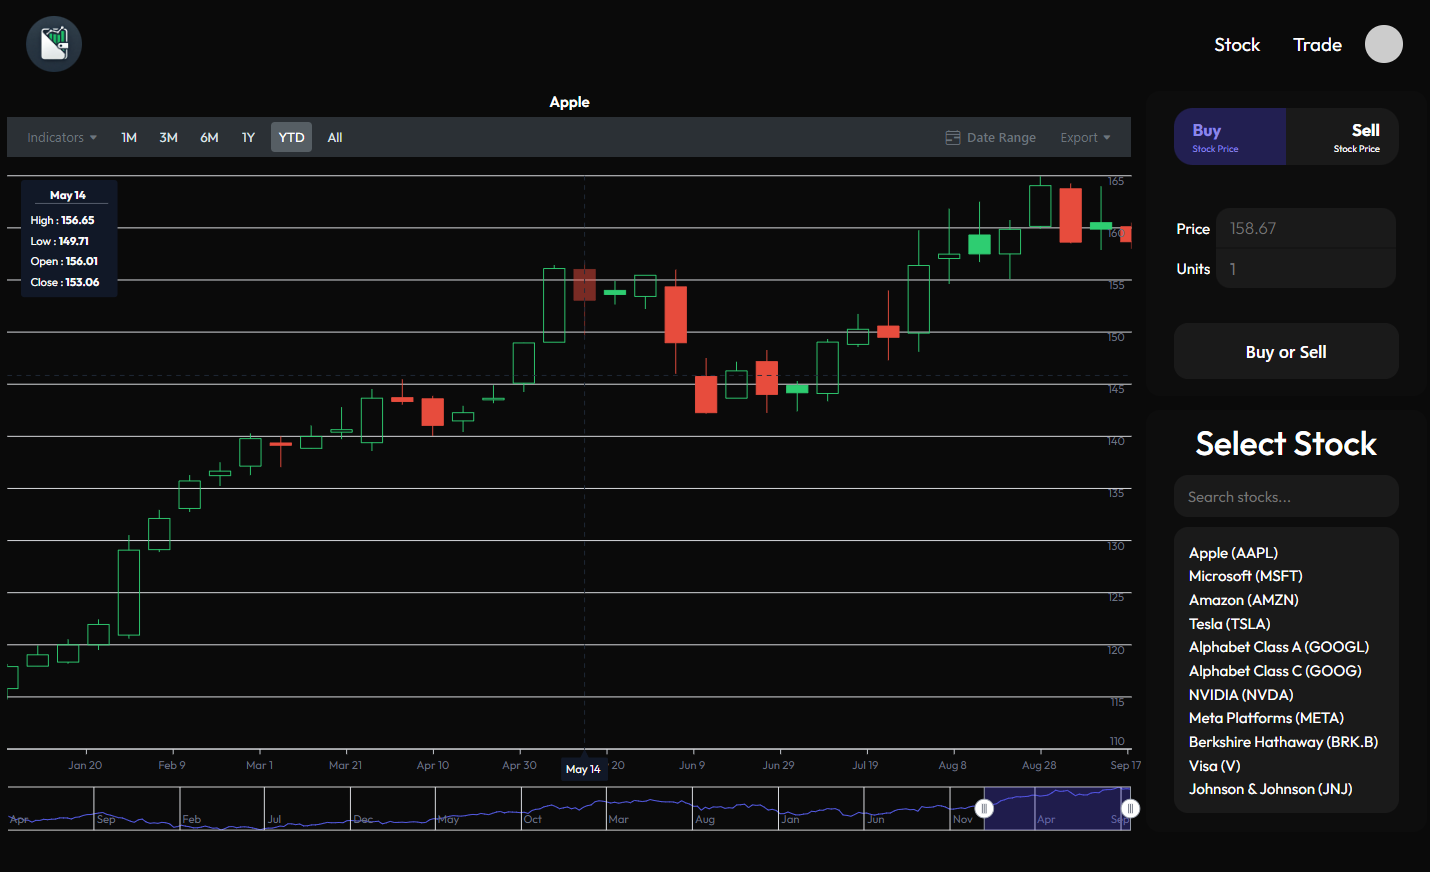 Stock Trade
Apple
Indicators 1M 3M 6M 1Y YTD All Date Range Export
Buy Sell
Stock Price Stock Price
May 14
High : 156.65
Low : 149.71
Open : 156.01
Close : 153.06
165
160
155
150
145
140
135
130
125
120
115
110
Jan 20 Feb 9 Mar 1 Mar 21 Apr 10 Apr 30 May 14 20 Jun 9 Jun 29 Jul 19 Aug 8 Aug 28 Sep 17
Apr Sep Feb Jul Dec May Oct Mar Aug Jan Jun Nov Apr Sep
Price 158.67
Units 1
Buy or Sell
Select Stock
Search stocks...
Apple (AAPL)
Microsoft (MSFT)
Amazon (AMZN)
Tesla (TSLA)
Alphabet Class A (GOOGL)
Alphabet Class C (GOOG)
NVIDIA (NVDA)
Meta Platforms (META)
Berkshire Hathaway (BRK.B)
Visa (V)
Johnson & Johnson (JNJ)